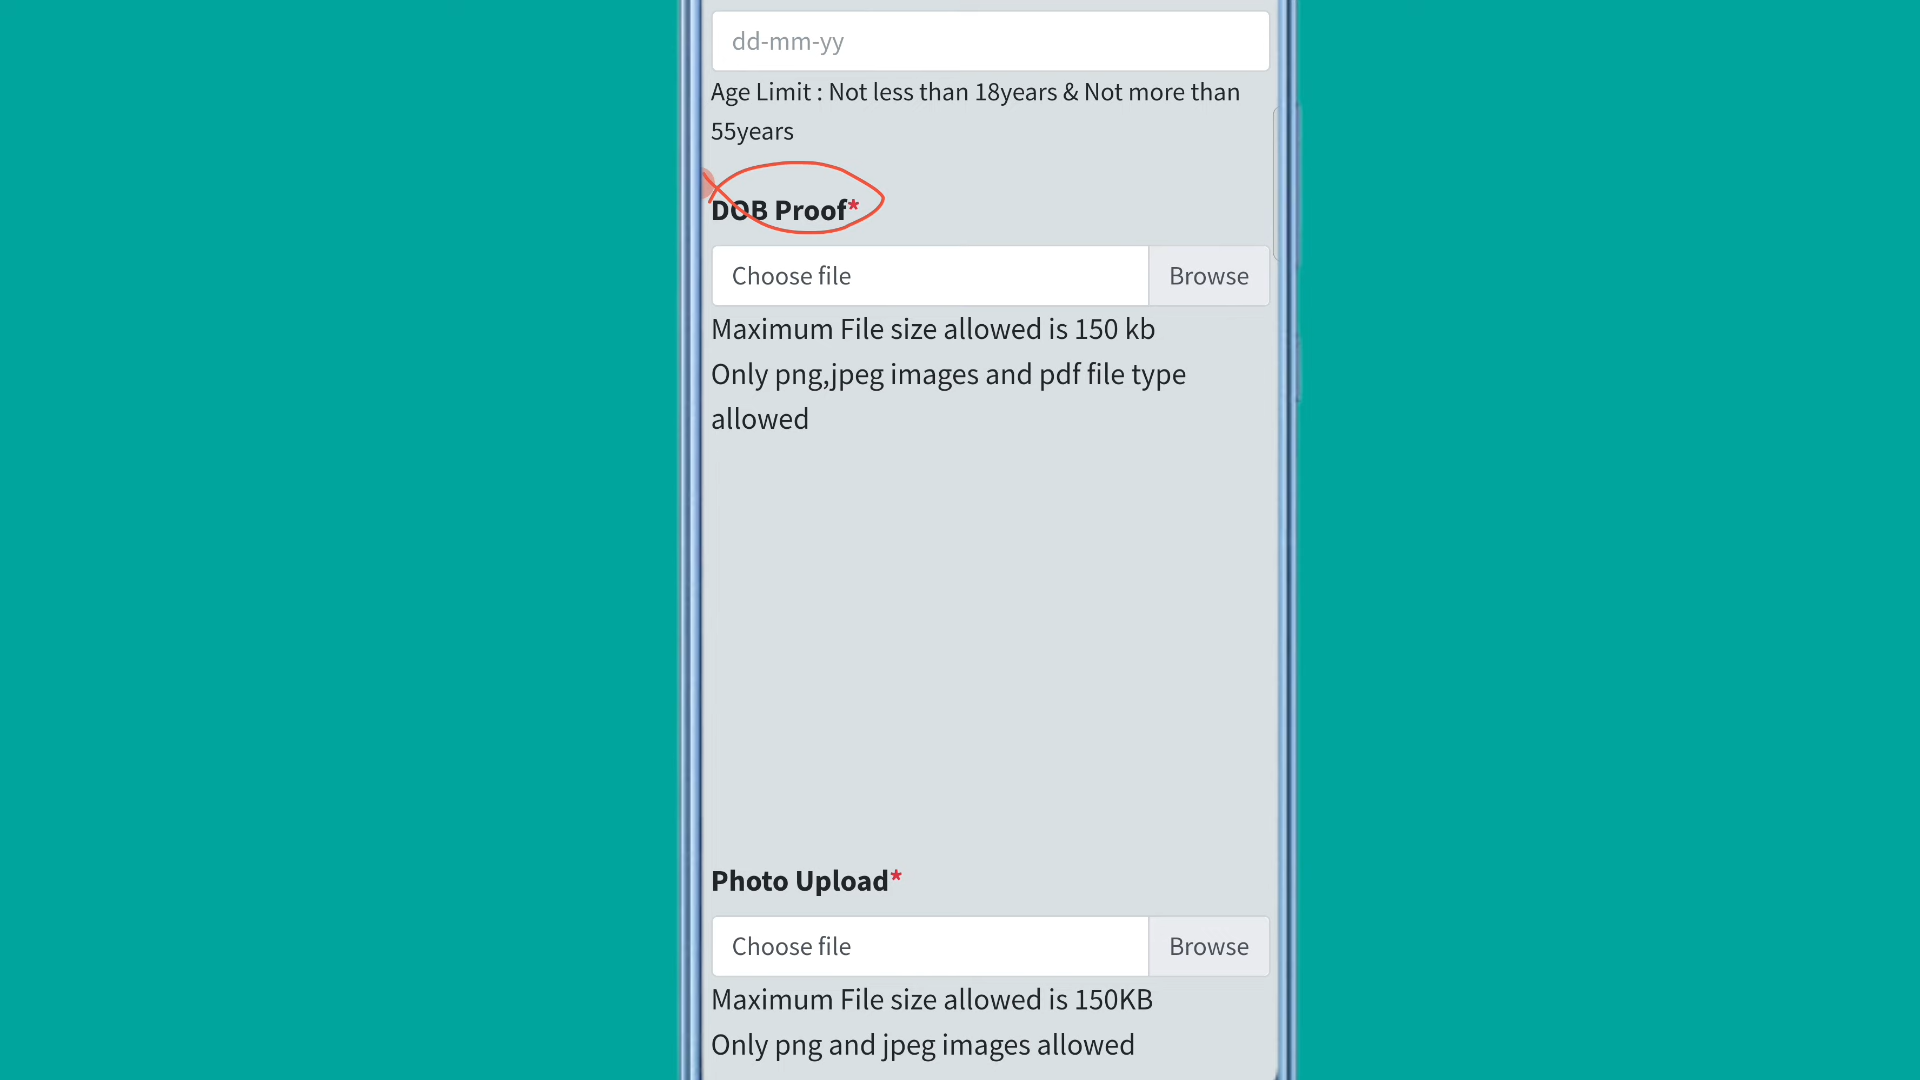 dd-mm-yy
Age Limit : Not less than 18years & Not more than
55years
DOB Proof*
Choose file
Browse
Maximum File size allowed is 150 kb
Only png,jpeg images and pdf file type
allowed
Photo Upload*
Choose file
Browse
Maximum File size allowed is 150KB
Only png and jpeg images allowed